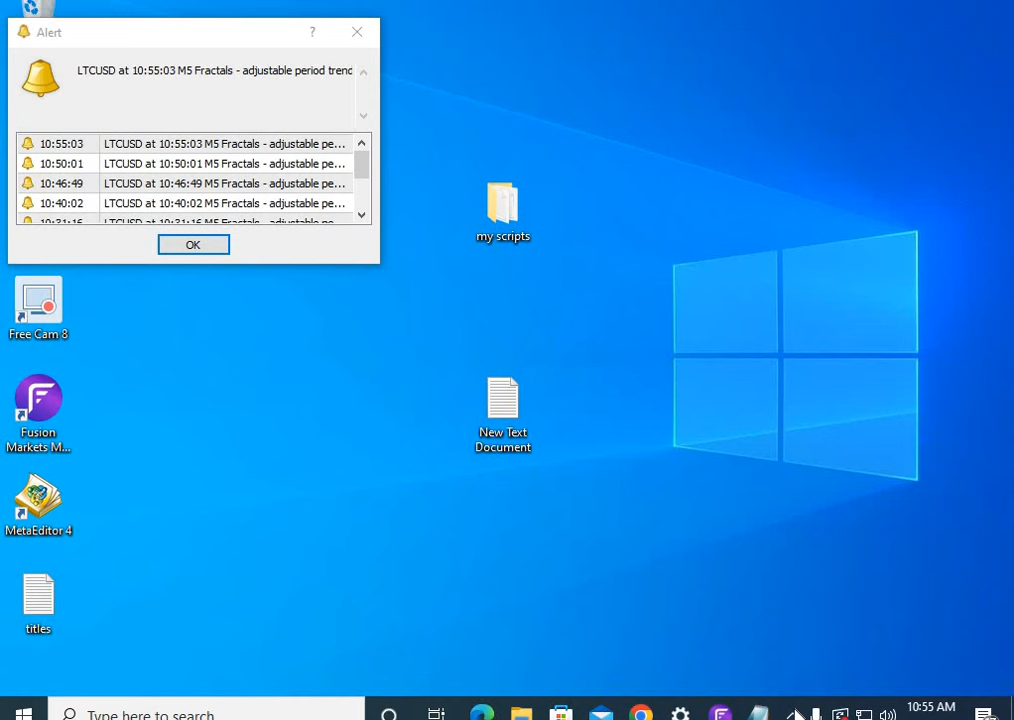 Alert
?
LTCUSD at 10:55:03 M5 Fractals - adjustable period trend
10:55:03 LTCUSD at 10:55:03 M5 Fractals - adjustable pe...
10:50:01 LTCUSD at 10:50:01 M5 Fractals - adjustable pe...
10:46:49 LTCUSD at 10:46:49 M5 Fractals - adjustable pe...
10:40:02 LTCUSD at 10:40:02 M5 Fractals - adjustable pe...
10:31:16 LTCUSD at 10:31:16 M5 Fractals - adjustable pe...
OK
my scripts
Free Cam 8
Fusion
Markets M...
New Text
Document
MetaEditor 4
titles
Type here to search
10:55 AM